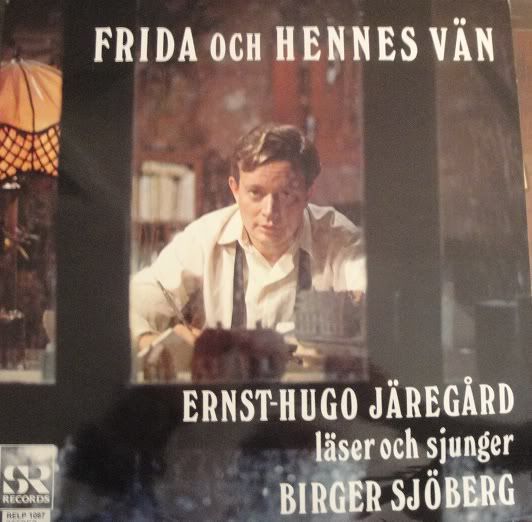 FRIDA OCH HENNES VÄN
ERNST-HUGO JÄREGÅRD
läser och sjunger
BIRGER SJÖBERG
SR
RECORDS
RELP 1087